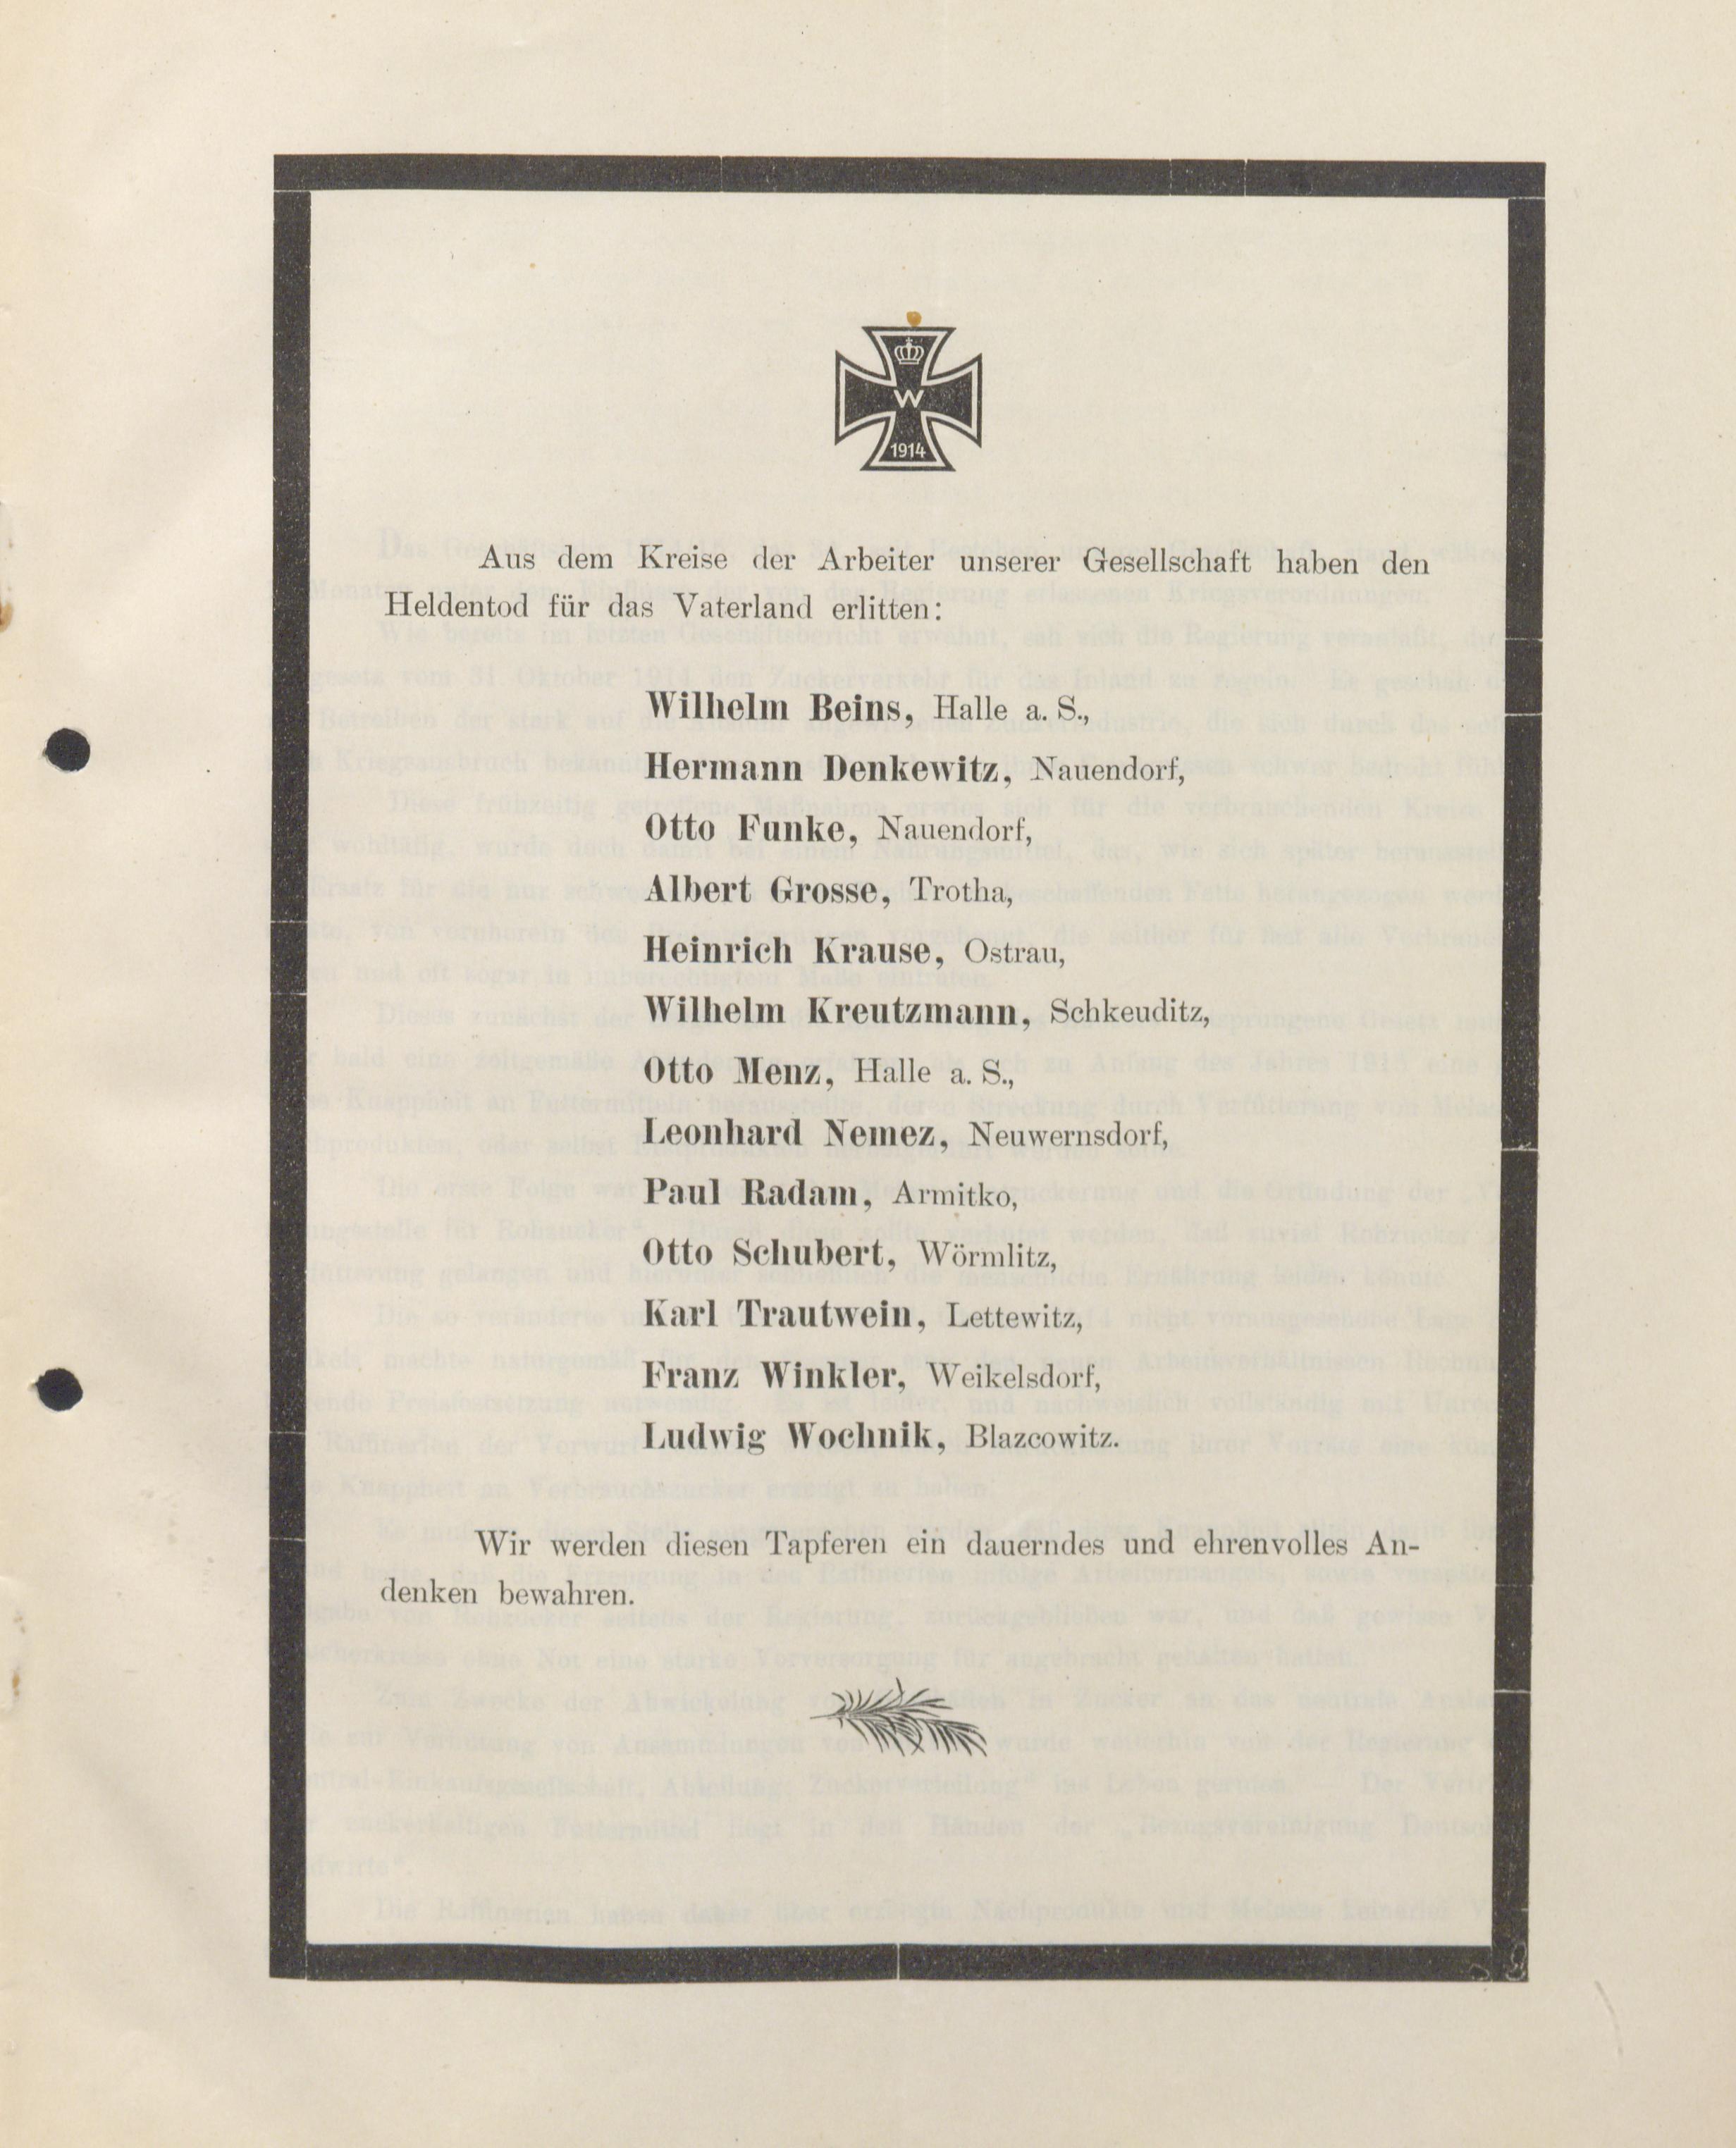 W
1914
Aus dem Kreise der Arbeiter unserer Gesellschaft haben den
Heldentod für das Vaterland erlitten:
Wilhelm Beins, Halle a. S.,
Hermann Denkewitz, Nauendorf,
Otto Funke, Nauendorf,
Albert Grosse, Trotha,
Heinrich Krause, Ostrau,
Wilhelm Kreutzmann, Schkeuditz,
Otto Menz, Halle a. S.,
Leonhard Nemez, Neuwernsdorf,
Paul Radam, Armitko,
Otto Schubert, Wörmlitz,
Karl Trautwein, Lettewitz,
Franz Winkler, Weikelsdorf,
Ludwig Wochnik, Blazcowitz.
Wir werden diesen Tapferen ein dauerndes und ehrenvolles An-
denken bewahren.